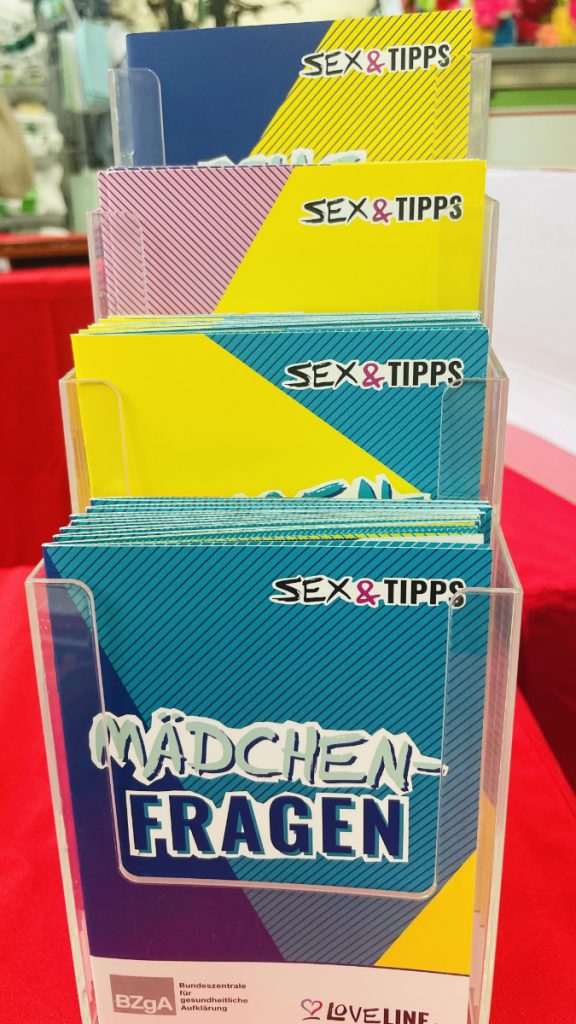 SEX&TIPPS
SEX&TIPPS
SEX&TIPPS
SEX&TIPPS
MÄDCHEN-
FRAGEN
BZgA
Bundeszentrale
für
gesundheitliche
Aufklärung
LOVELINE.